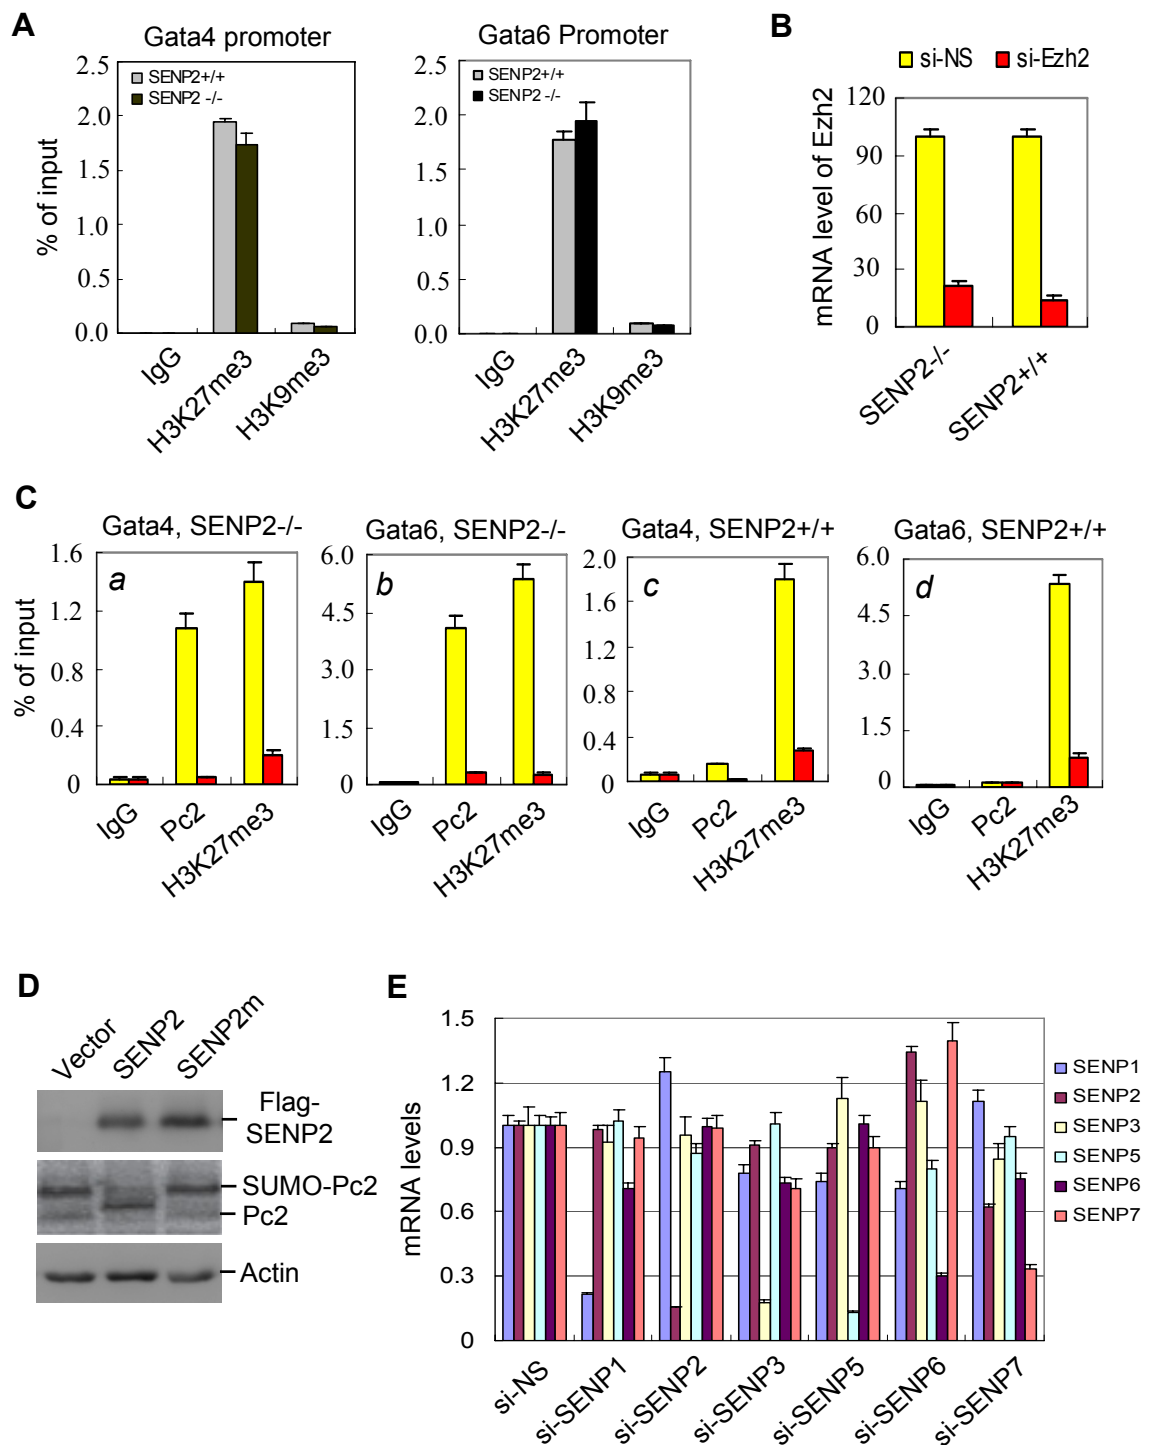 A
Gata4 promoter
2.5
2.0
1.5
1.0
0.5
0.0
% of input
SENP2+/+
SENP2 -/-
IgG
H3K27me3
H3K9me3
Gata6 Promoter
2.5
2.0
1.5
1.0
0.5
0.0
SENP2+/+
SENP2 -/-
IgG
H3K27me3
H3K9me3
B
si-NS
si-Ezh2
120
90
60
30
0
mRNA level of Ezh2
SENP2-/-
SENP2+/+
C
Gata4, SENP2-/-
1.6
1.2
0.8
0.4
0
% of input
a
IgG
Pc2
H3K27me3
Gata6, SENP2-/-
6.0
4.5
3.0
1.5
0
b
IgG
Pc2
H3K27me3
Gata4, SENP2+/+
2.0
1.6
1.2
0.8
0.4
0
c
IgG
Pc2
H3K27me3
Gata6, SENP2+/+
6.0
4.5
3.0
1.5
0
d
IgG
Pc2
H3K27me3
D
Vector
SENP2
SENP2m
Flag-
SENP2
SUMO-Pc2
Pc2
Actin
E
1.5
1.2
0.9
0.6
0.3
0
mRNA levels
si-NS
si-SENP1
si-SENP2
si-SENP3
si-SENP5
si-SENP6
si-SENP7
SENP1
SENP2
SENP3
SENP5
SENP6
SENP7